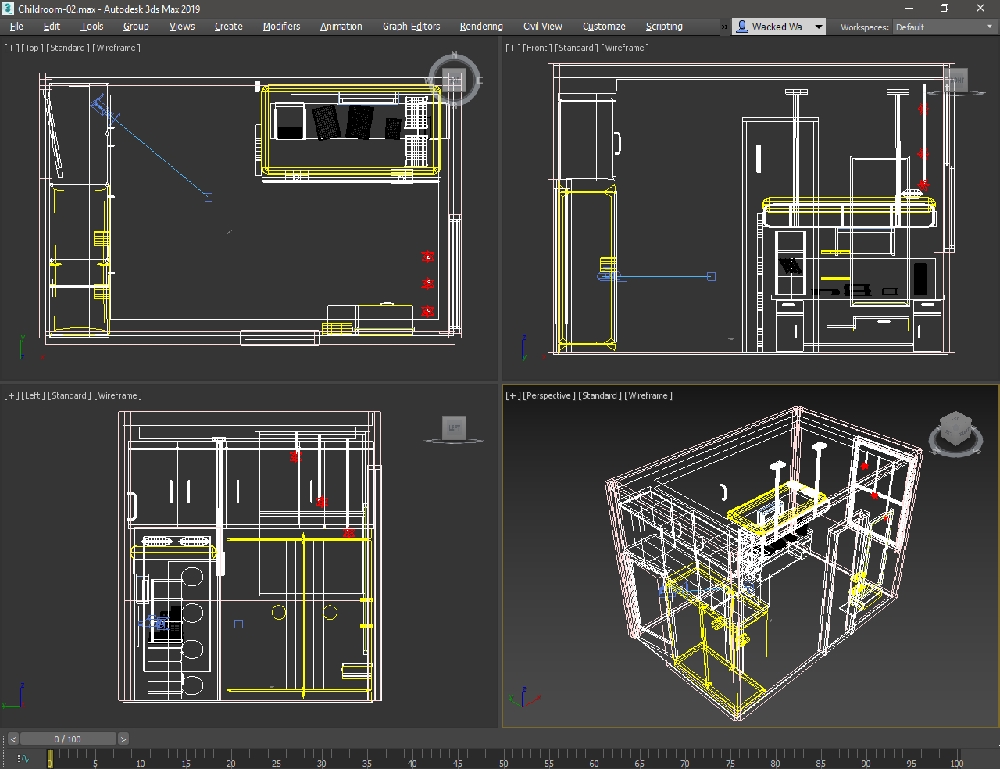 Childroom-02.max - Autodesk 3ds Max 2019
File Edit Tools Group Views Create Modifiers Animation Graph Editors Rendering Civil View Customize Scripting » Wacked Wa Workspaces: Default
[+] [Top] [Standard] [Wireframe]
[+] [Front] [Standard] [Wireframe]
N
W
[+] [Left] [Standard] [Wireframe]
[+] [Perspective] [Standard] [Wireframe]
LEFT
< 0 / 100 >
0 5 10 15 20 25 30 35 40 45 50 55 60 65 70 75 80 85 90 95 100